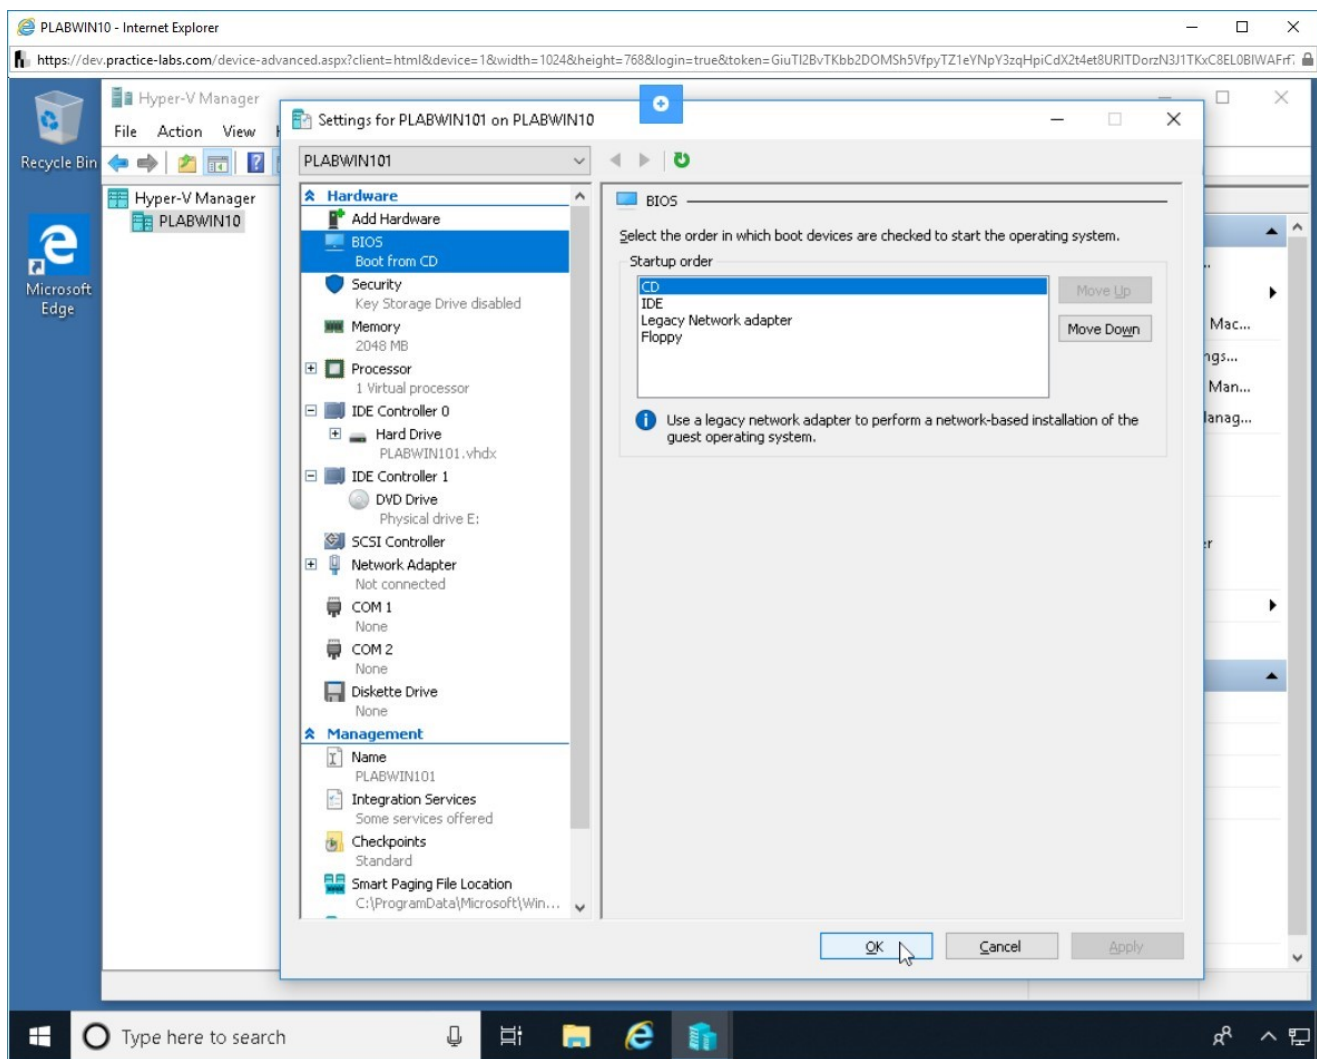 PLABWIN10 - Internet Explorer
https://dev.practice-labs.com/device-advanced.aspx?client=html&device=1&width=1024&height=768&login=true&token=GiuTI2BvTKbb2DOMSh5VfpyTZ1eYNpY3zqHpiCdX2t4et8URITDorzN3J1TKxC8EL0BIWAFrf7
Recycle Bin
Microsoft
Edge
Hyper-V Manager
File Action View
Hyper-V Manager
PLABWIN10
Settings for PLABWIN101 on PLABWIN10
PLABWIN101
Hardware
Add Hardware
BIOS
Boot from CD
Security
Key Storage Drive disabled
Memory
2048 MB
Processor
1 Virtual processor
IDE Controller 0
Hard Drive
PLABWIN101.vhdx
IDE Controller 1
DVD Drive
Physical drive E:
SCSI Controller
Network Adapter
Not connected
COM 1
None
COM 2
None
Diskette Drive
None
Management
Name
PLABWIN101
Integration Services
Some services offered
Checkpoints
Standard
Smart Paging File Location
C:\ProgramData\Microsoft\Win...
BIOS
Select the order in which boot devices are checked to start the operating system.
Startup order
CD
IDE
Legacy Network adapter
Floppy
Move Up
Move Down
Use a legacy network adapter to perform a network-based installation of the
guest operating system.
OK Cancel Apply
Mac...
ngs...
Man...
anag...
Type here to search